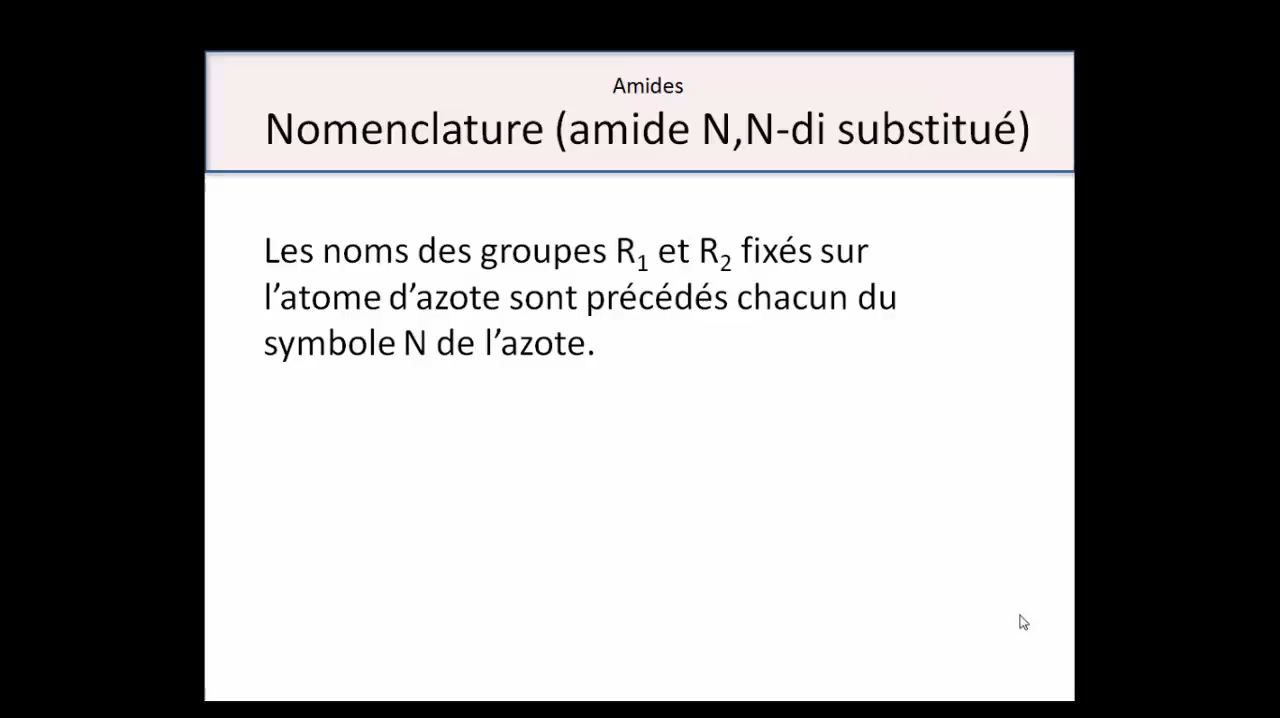 Amides
Nomenclature (amide N,N-di substitué)
Les noms des groupes R₁ et R₂ fixés sur
l’atome d’azote sont précédés chacun du
symbole N de l’azote.